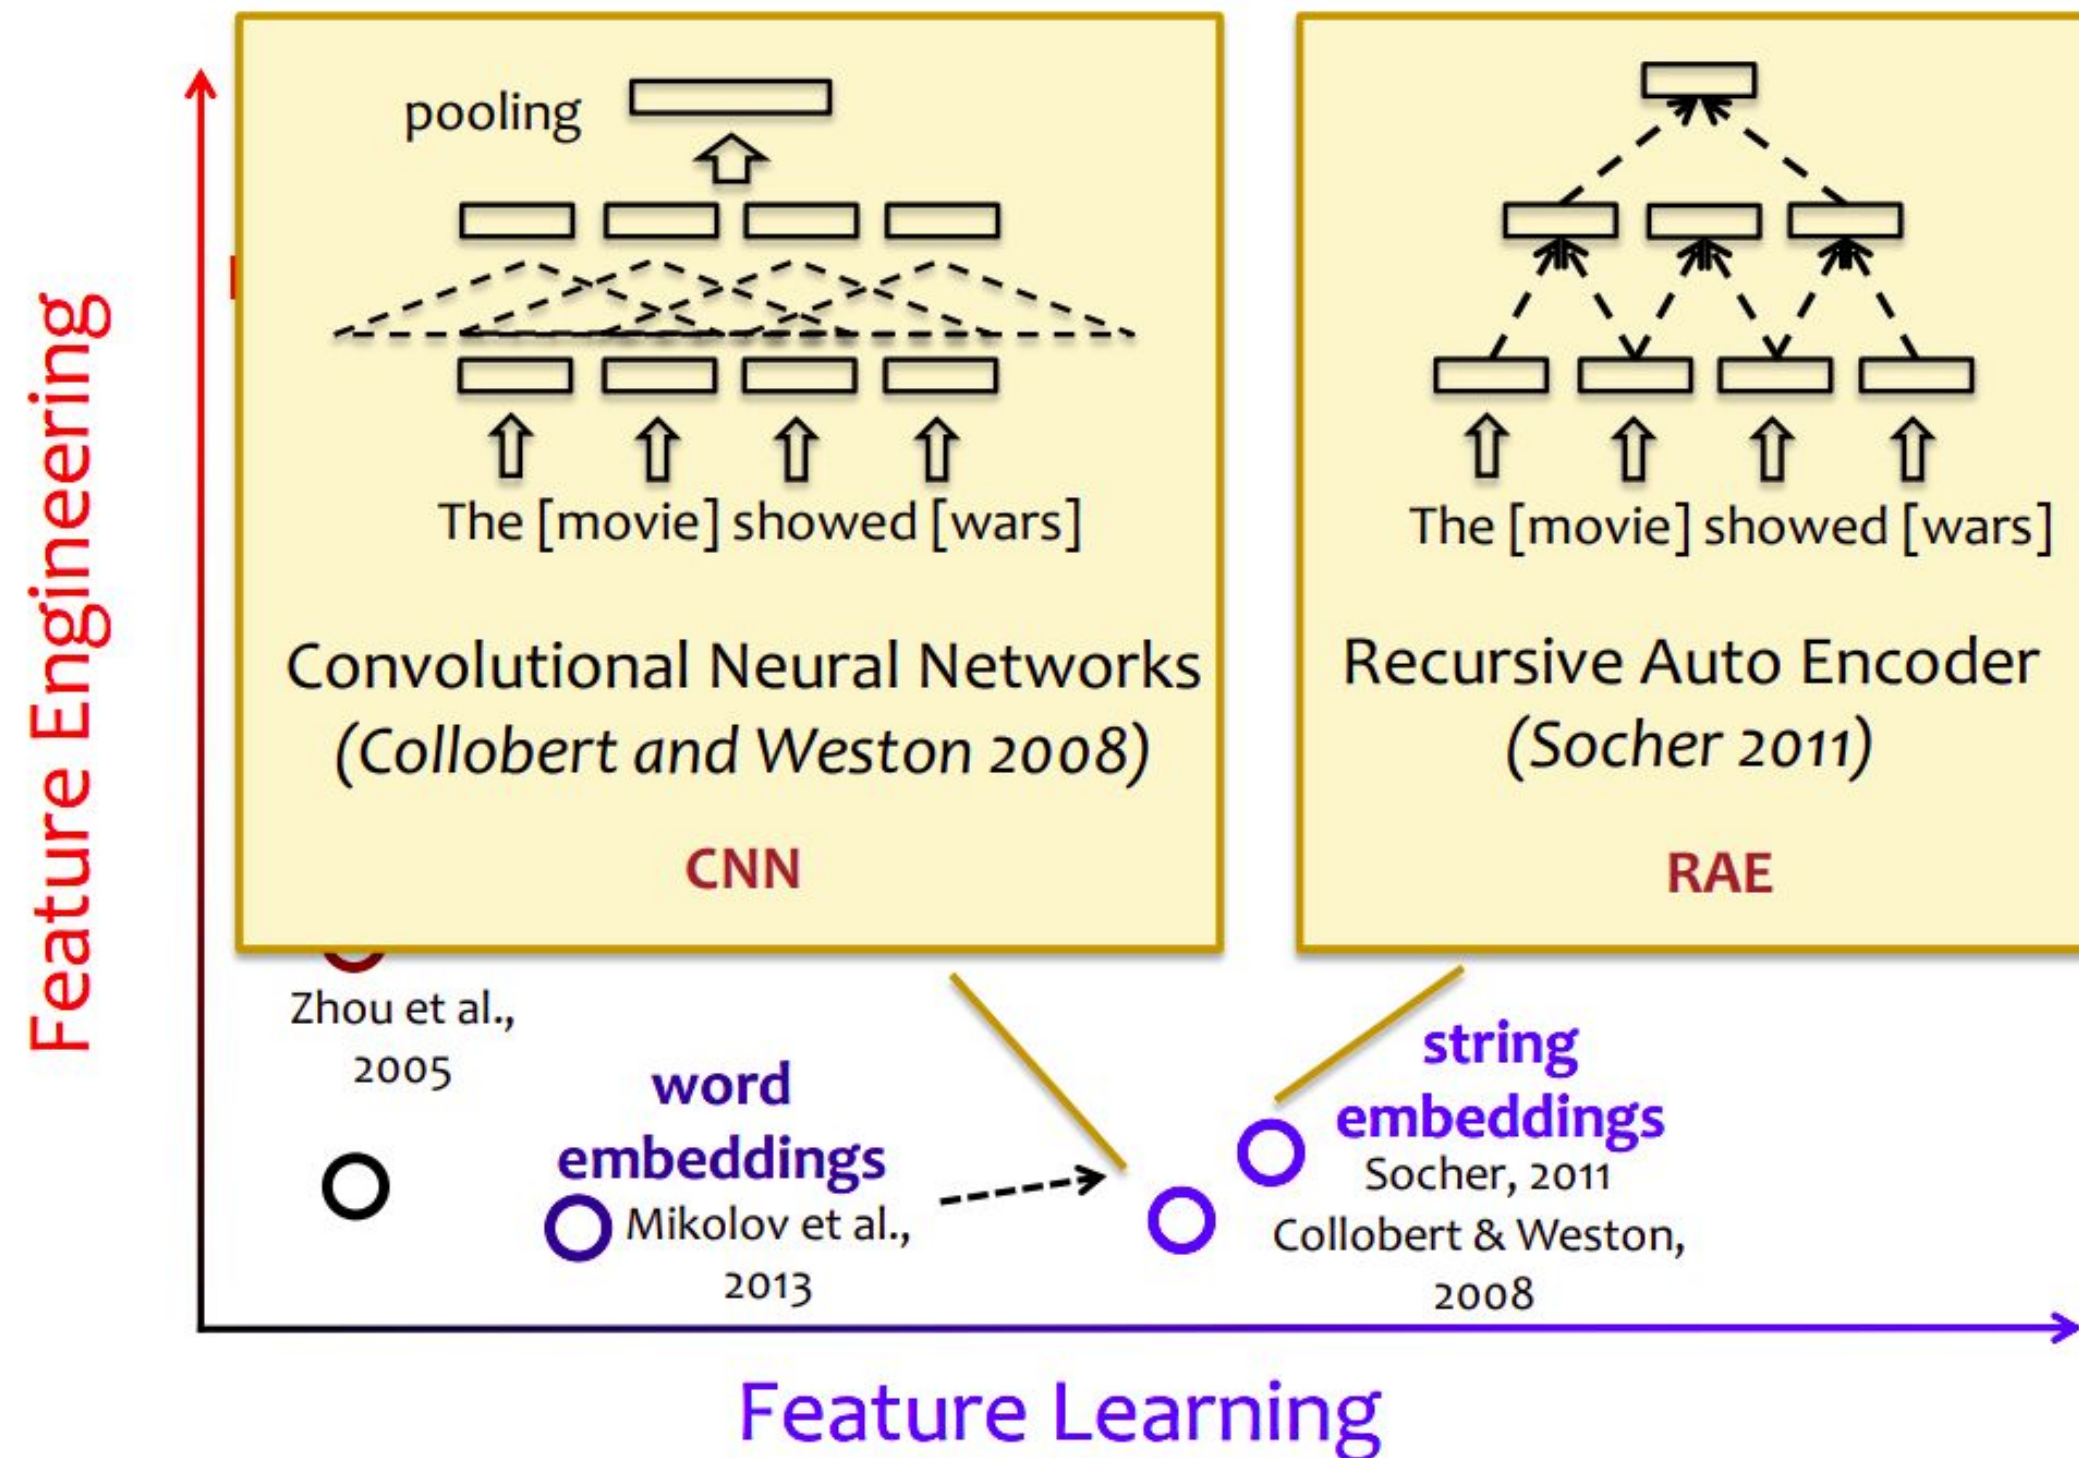 Feature Engineering
pooling
The [movie] showed [wars]
Convolutional Neural Networks
(Collobert and Weston 2008)
CNN
The [movie] showed [wars]
Recursive Auto Encoder
(Socher 2011)
RAE
Zhou et al.,
2005
word
embeddings
Mikolov et al.,
2013
string
embeddings
Socher, 2011
Collobert & Weston,
2008
Feature Learning